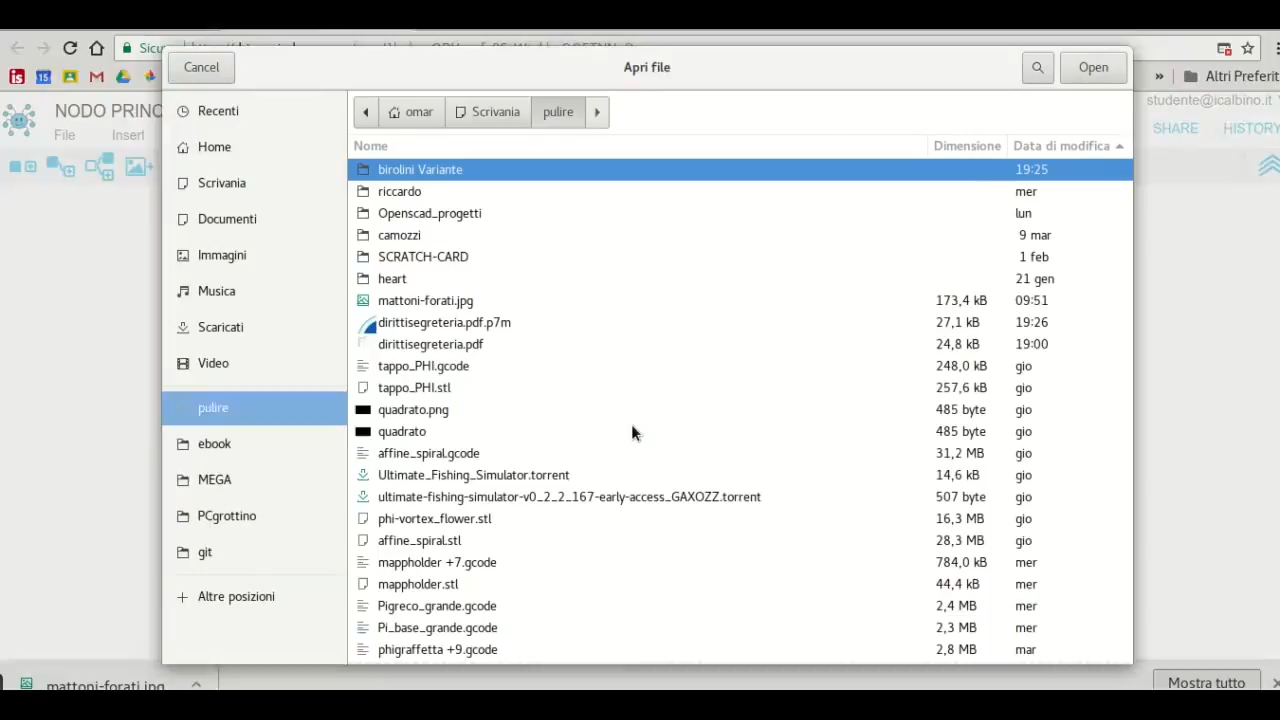 Sicu
Cancel
Apri file
Open
15
Altri Preferit
omar
Scrivania
pulire
Recenti
Home
Scrivania
Documenti
Immagini
Musica
Scaricati
Video
pulire
ebook
MEGA
PCgrottino
git
Altre posizioni
Nome Dimensione Data di modifica
birolini Variante 19:25
riccardo mer
Openscad_progetti lun
camozzi 9 mar
SCRATCH-CARD 1 feb
heart 21 gen
mattoni-forati.jpg 173,4 kB 09:51
dirittisegreteria.pdf.p7m 27,1 kB 19:26
dirittisegreteria.pdf 24,8 kB 19:00
tappo_PHI.gcode 248,0 kB gio
tappo_PHI.stl 257,6 kB gio
quadrato.png 485 byte gio
quadrato 485 byte gio
affine_spiral.gcode 31,2 MB gio
Ultimate_Fishing_Simulator.torrent 14,6 kB gio
ultimate-fishing-simulator-v0_2_2_167-early-access_GAXOZZ.torrent 507 byte gio
phi-vortex_flower.stl 16,3 MB gio
affine_spiral.stl 28,3 MB gio
mappholder +7.gcode 784,0 kB mer
mappholder.stl 44,4 kB mer
Pigreco_grande.gcode 2,4 MB mer
Pi_base_grande.gcode 2,3 MB mer
phigraffetta +9.gcode 2,8 MB mar
NODO PRINC
File Insert
studente@icalbino.it
SHARE HISTORY
mattoni-forati.jpg
Mostra tutto